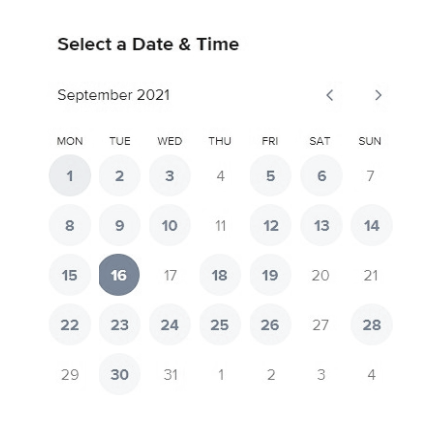 Select a Date & Time
September 2021
MON TUE WED THU FRI SAT SUN
1 2 3 4 5 6 7
8 9 10 11 12 13 14
15 16 17 18 19 20 21
22 23 24 25 26 27 28
29 30 31 1 2 3 4